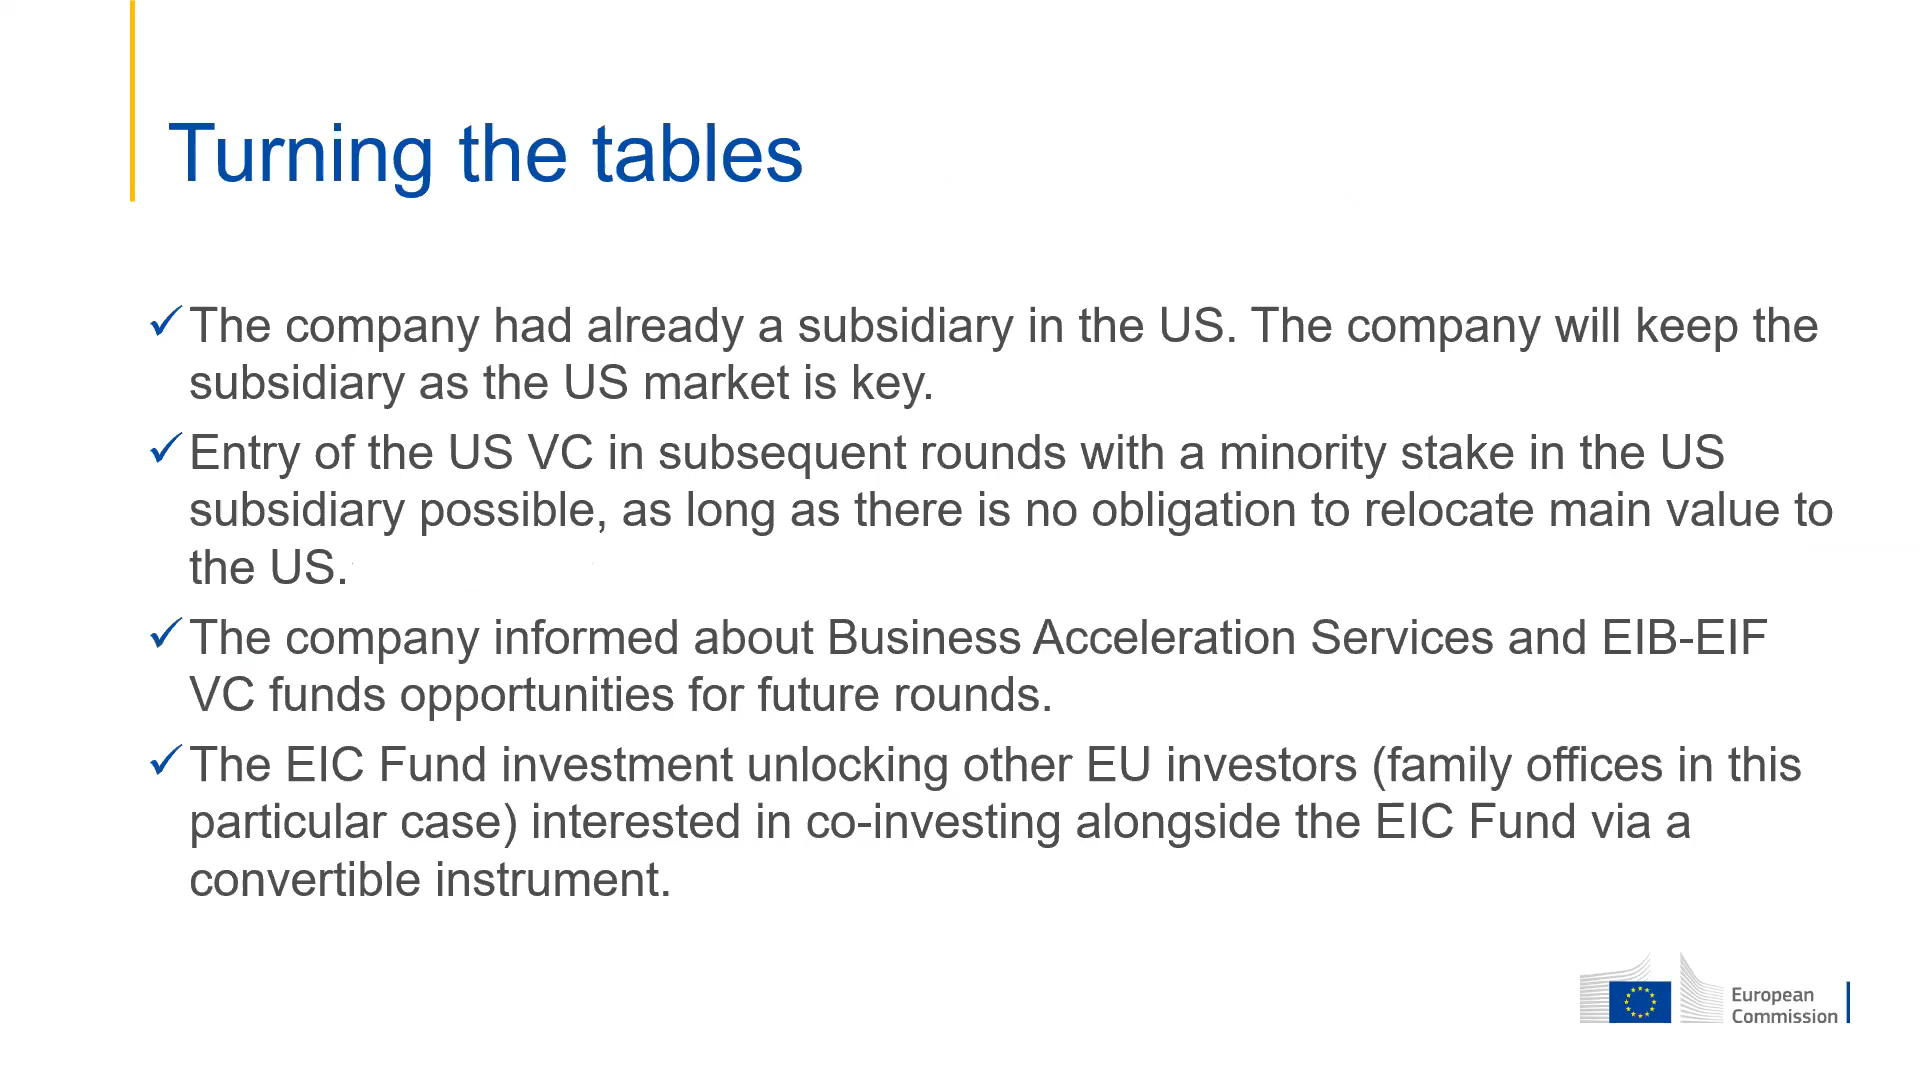 Turning the tables
The company had already a subsidiary in the US. The company will keep the
subsidiary as the US market is key.
Entry of the US VC in subsequent rounds with a minority stake in the US
subsidiary possible, as long as there is no obligation to relocate main value to
the US.
The company informed about Business Acceleration Services and EIB-EIF
VC funds opportunities for future rounds.
The EIC Fund investment unlocking other EU investors (family offices in this
particular case) interested in co-investing alongside the EIC Fund via a
convertible instrument.
European
Commission